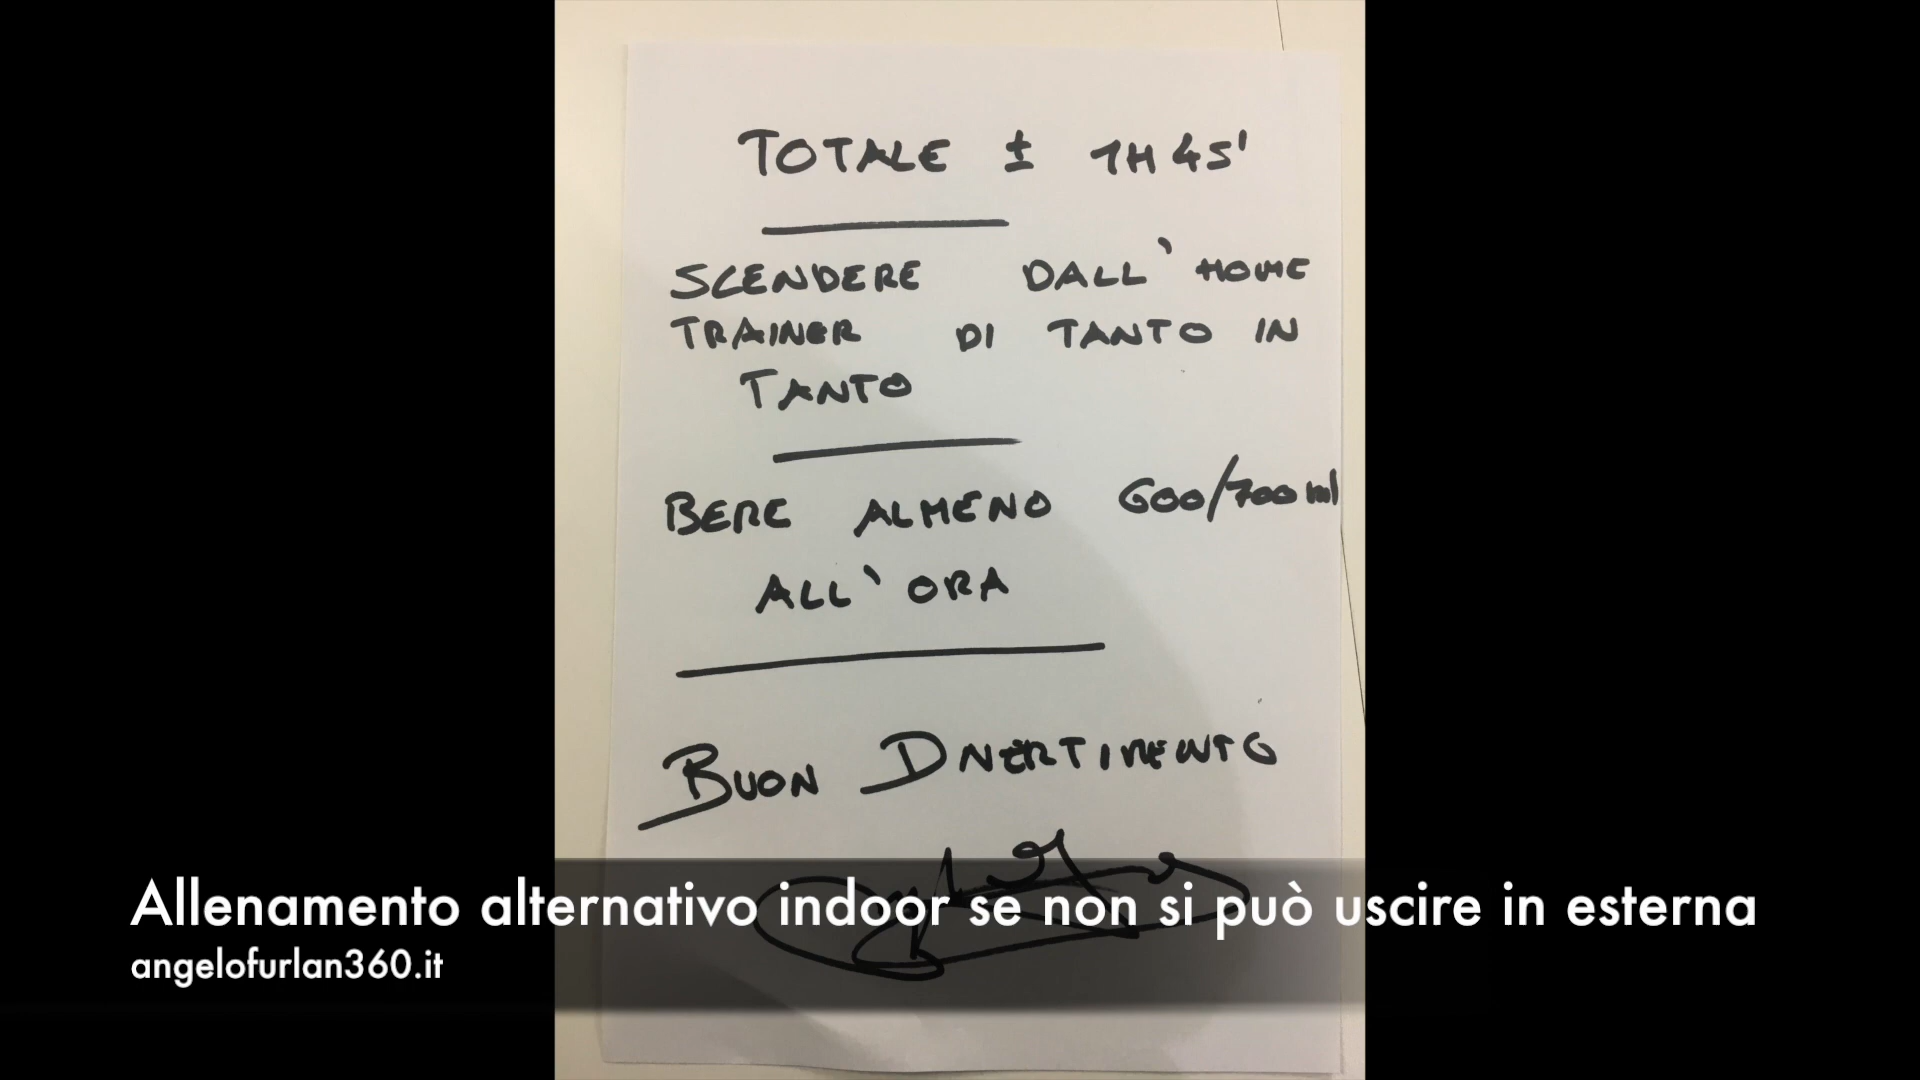 TOTALE ± 1H 45'
SCENDERE DALL' HOME
TRAINER DI TANTO IN
TANTO
BERE ALMENO 600/700 ml
ALL' ORA
BUON DIVERTIMENTO
Allenamento alternativo indoor se non si può uscire in esterna
angelofurlan360.it